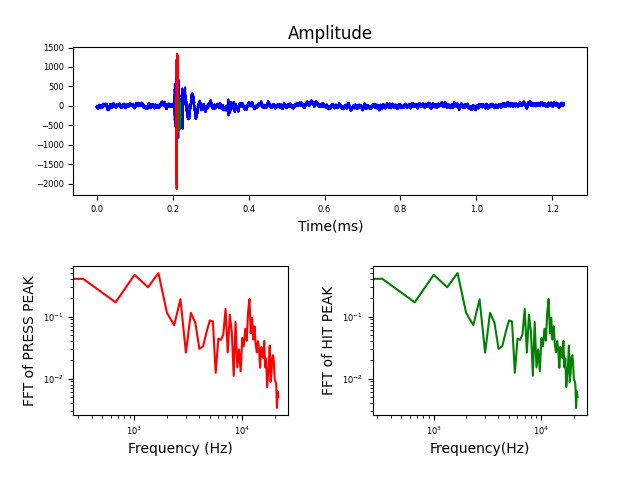 Amplitude
1500
1000
500
0
−500
−1000
−1500
−2000
0.0 0.2 0.4 0.6 0.8 1.0 1.2
Time(ms)
FFT of PRESS PEAK
10⁻¹
10⁻²
10³ 10⁴
Frequency (Hz)
FFT of HIT PEAK
10⁻¹
10⁻²
10³ 10⁴
Frequency(Hz)